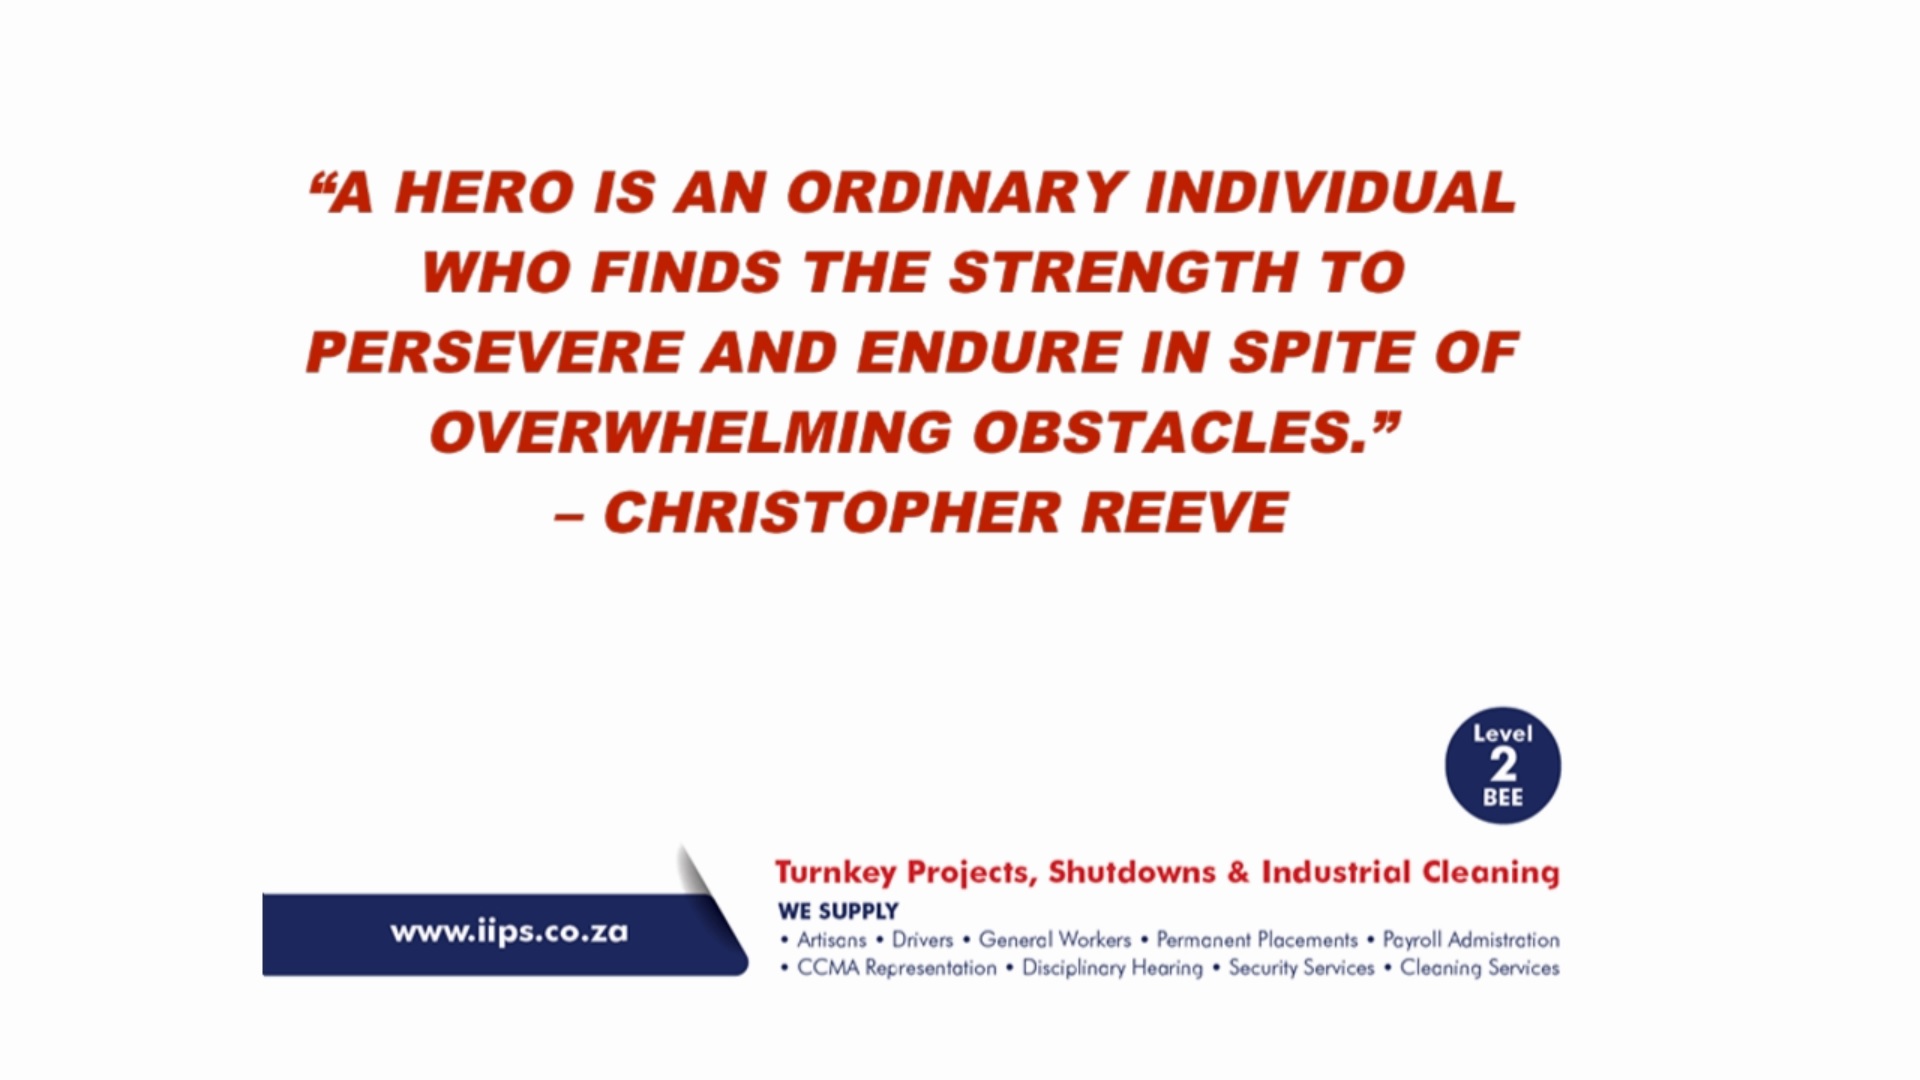 “A HERO IS AN ORDINARY INDIVIDUAL
WHO FINDS THE STRENGTH TO
PERSEVERE AND ENDURE IN SPITE OF
OVERWHELMING OBSTACLES.”
– CHRISTOPHER REEVE
Level
2
BEE
Turnkey Projects, Shutdowns & Industrial Cleaning
WE SUPPLY
www.iips.co.za
• Artisans • Drivers • General Workers • Permanent Placements • Payroll Admistration
• CCMA Representation • Disciplinary Hearing • Security Services • Cleaning Services